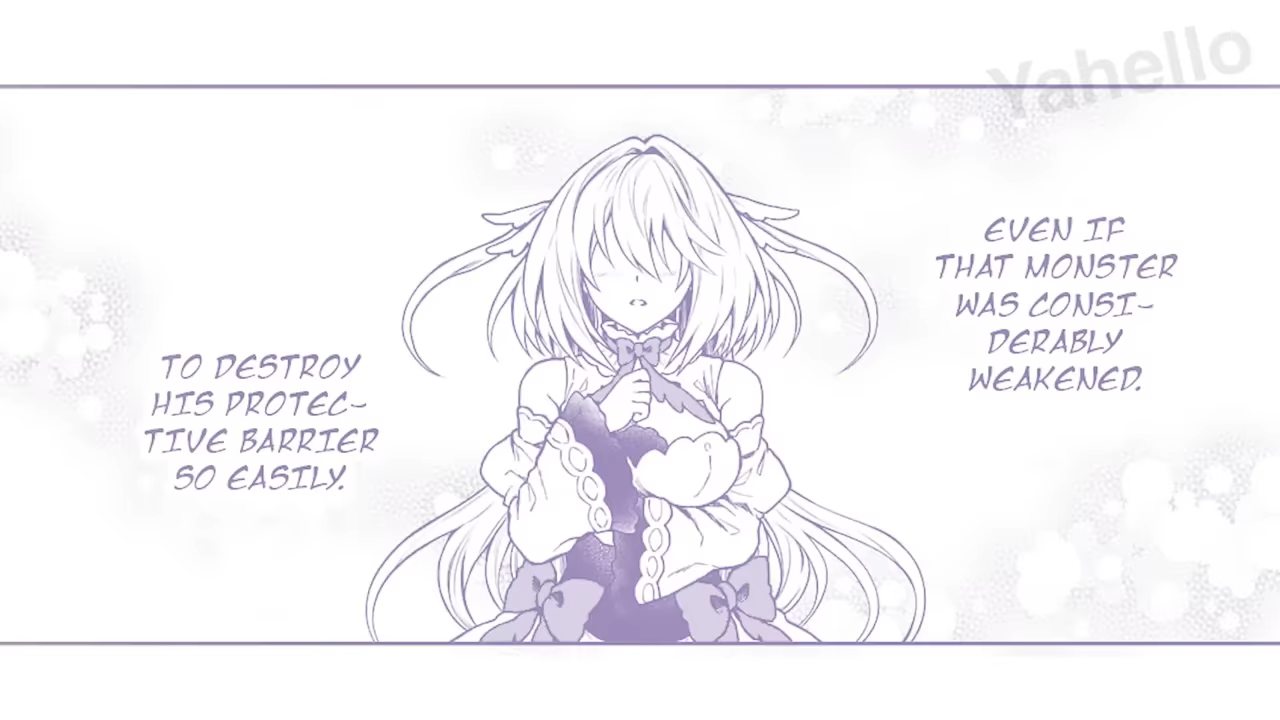 Yahello
EVEN IF
THAT MONSTER
WAS CONSI-
DERABLY
WEAKENED.
TO DESTROY
HIS PROTEC-
TIVE BARRIER
SO EASILY.